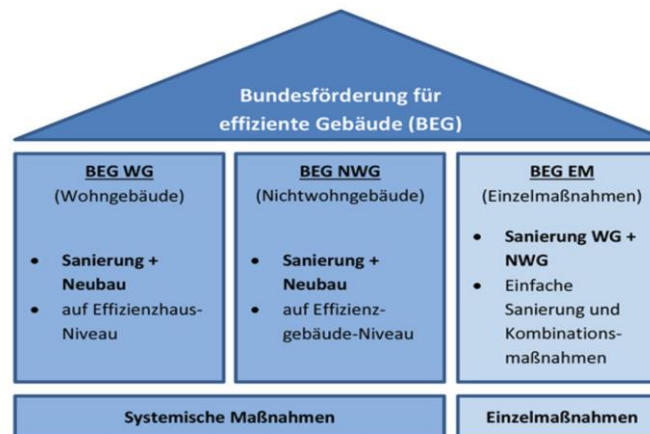 Bundesförderung für
effiziente Gebäude (BEG)
BEG WG
(Wohngebäude)
• Sanierung +
Neubau
• auf Effizienzhaus-
Niveau
BEG NWG
(Nichtwohngebäude)
• Sanierung +
Neubau
• auf Effizienz-
gebäude-Niveau
BEG EM
(Einzelmaßnahmen)
• Sanierung WG +
NWG
• Einfache
Sanierung und
Kombinations-
maßnahmen
Systemische Maßnahmen
Einzelmaßnahmen